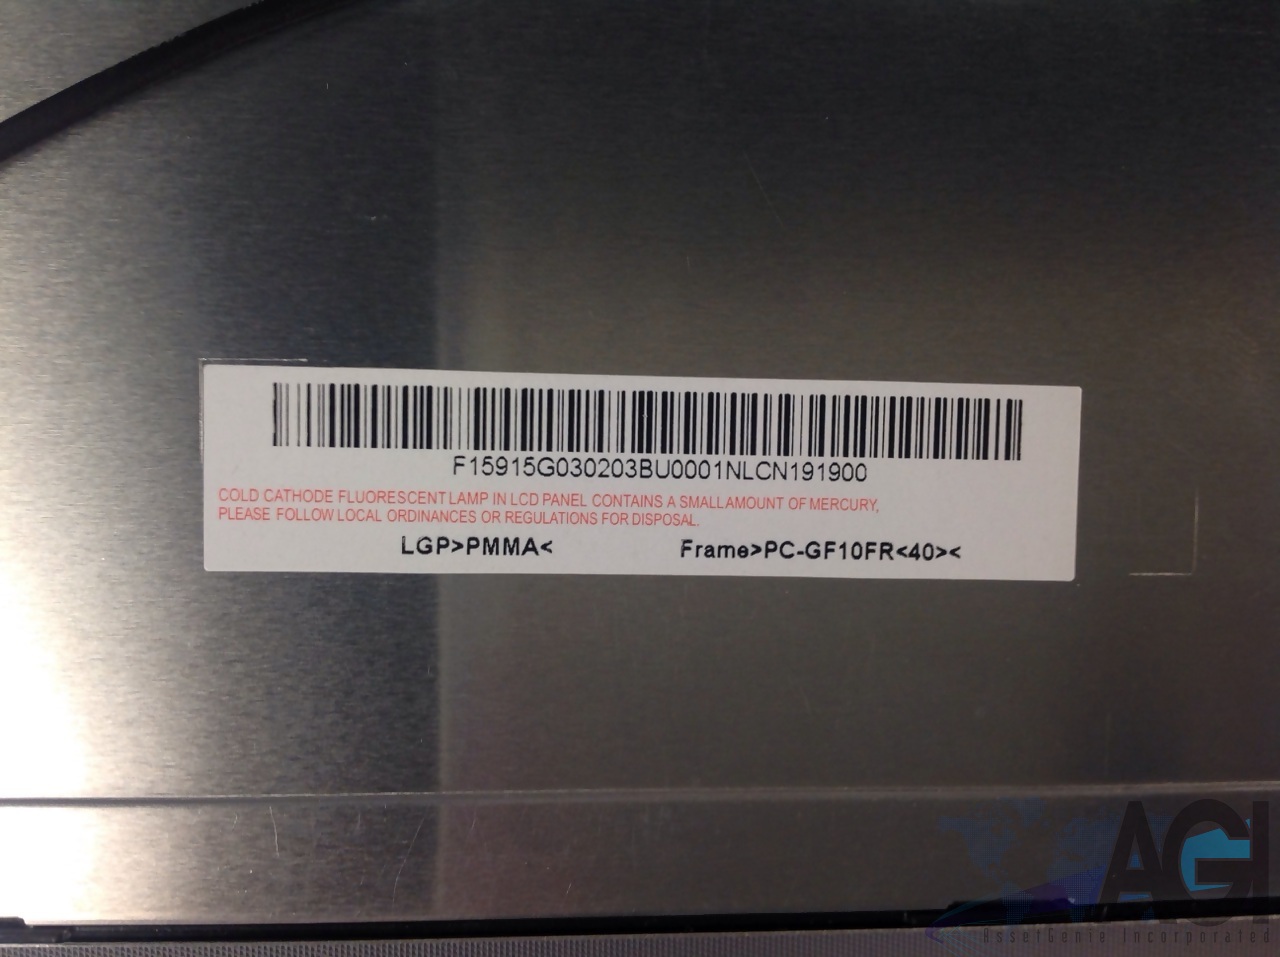 F15915G030203BU0001NLCN191900
COLD CATHODE FLUORESCENT LAMP IN LCD PANEL CONTAINS A SMALL AMOUNT OF MERCURY,
PLEASE FOLLOW LOCAL ORDINANCES OR REGULATIONS FOR DISPOSAL.
LGP>PMMA< Frame>PC-GF10FR<40><
AGI
AssetGenie Incorporated